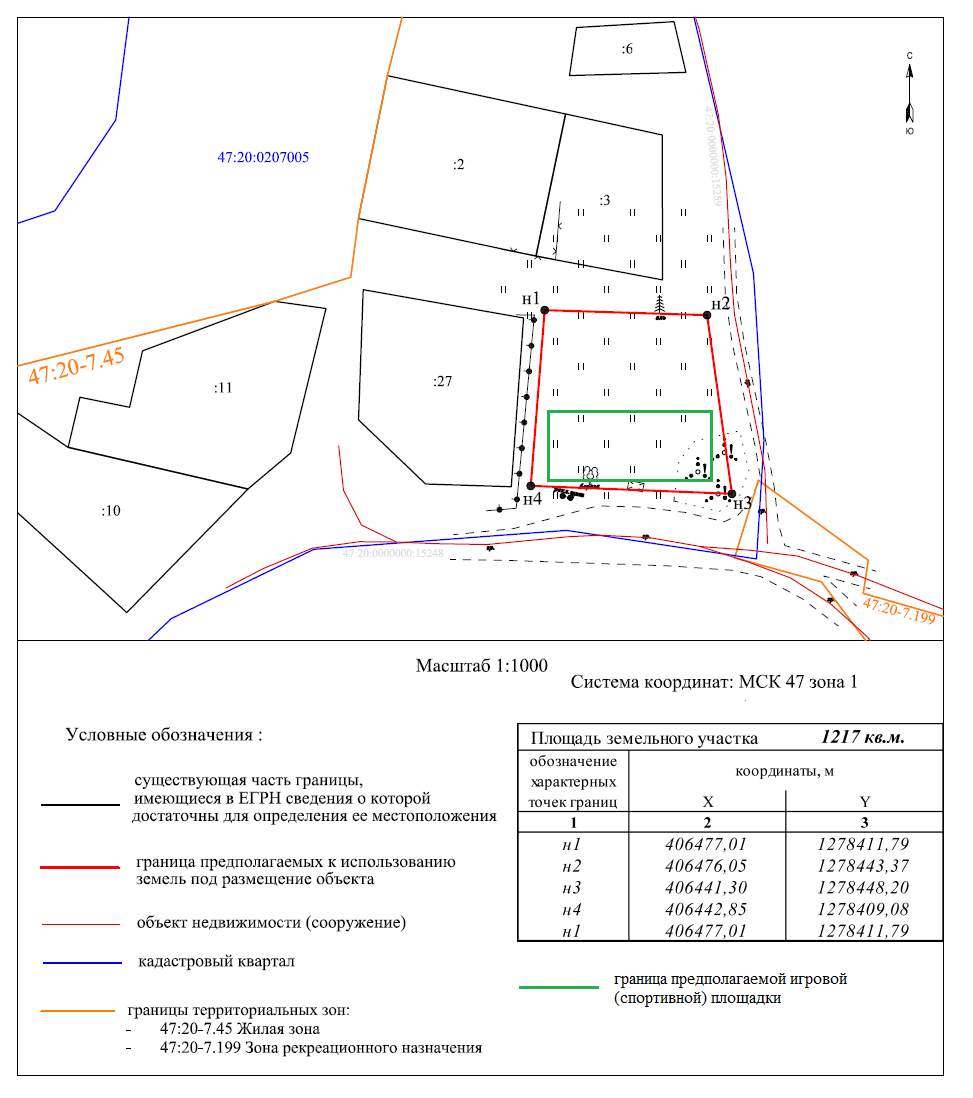 :6
С
47:20:0000000:15259
47:20:0207005
:2
:3
Ю
н1
н2
47:20-7.45
:11
:27
:10
н4
н3
47:20:0000000:15248
47:20-7.199
Масштаб 1:1000
Система координат: МСК 47 зона 1
Условные обозначения :
существующая часть границы,
имеющиеся в ЕГРН сведения о которой
достаточны для определения ее местоположения
граница предполагаемых к использованию
земель под размещение объекта
объект недвижимости (сооружение)
кадастровый квартал
границы территориальных зон:
- 47:20-7.45 Жилая зона
- 47:20-7.199 Зона рекреационного назначения
Площадь земельного участка 1217 кв.м.
обозначение
характерных
точек границ
координаты, м
X Y
1 2 3
н1 406477,01 1278411,79
н2 406476,05 1278443,37
н3 406441,30 1278448,20
н4 406442,85 1278409,08
н1 406477,01 1278411,79
граница предполагаемой игровой
(спортивной) площадки